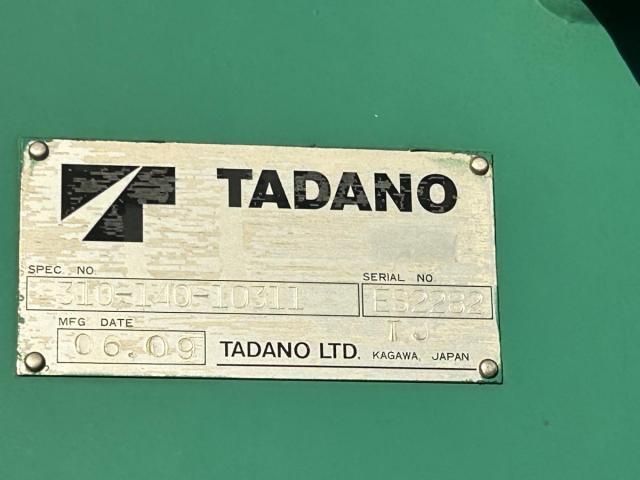 TADANO
SPEC. NO.
SERIAL NO.
310-140-10311
ES2282
MFG DATE
TJ
06.09
TADANO LTD.
KAGAWA, JAPAN